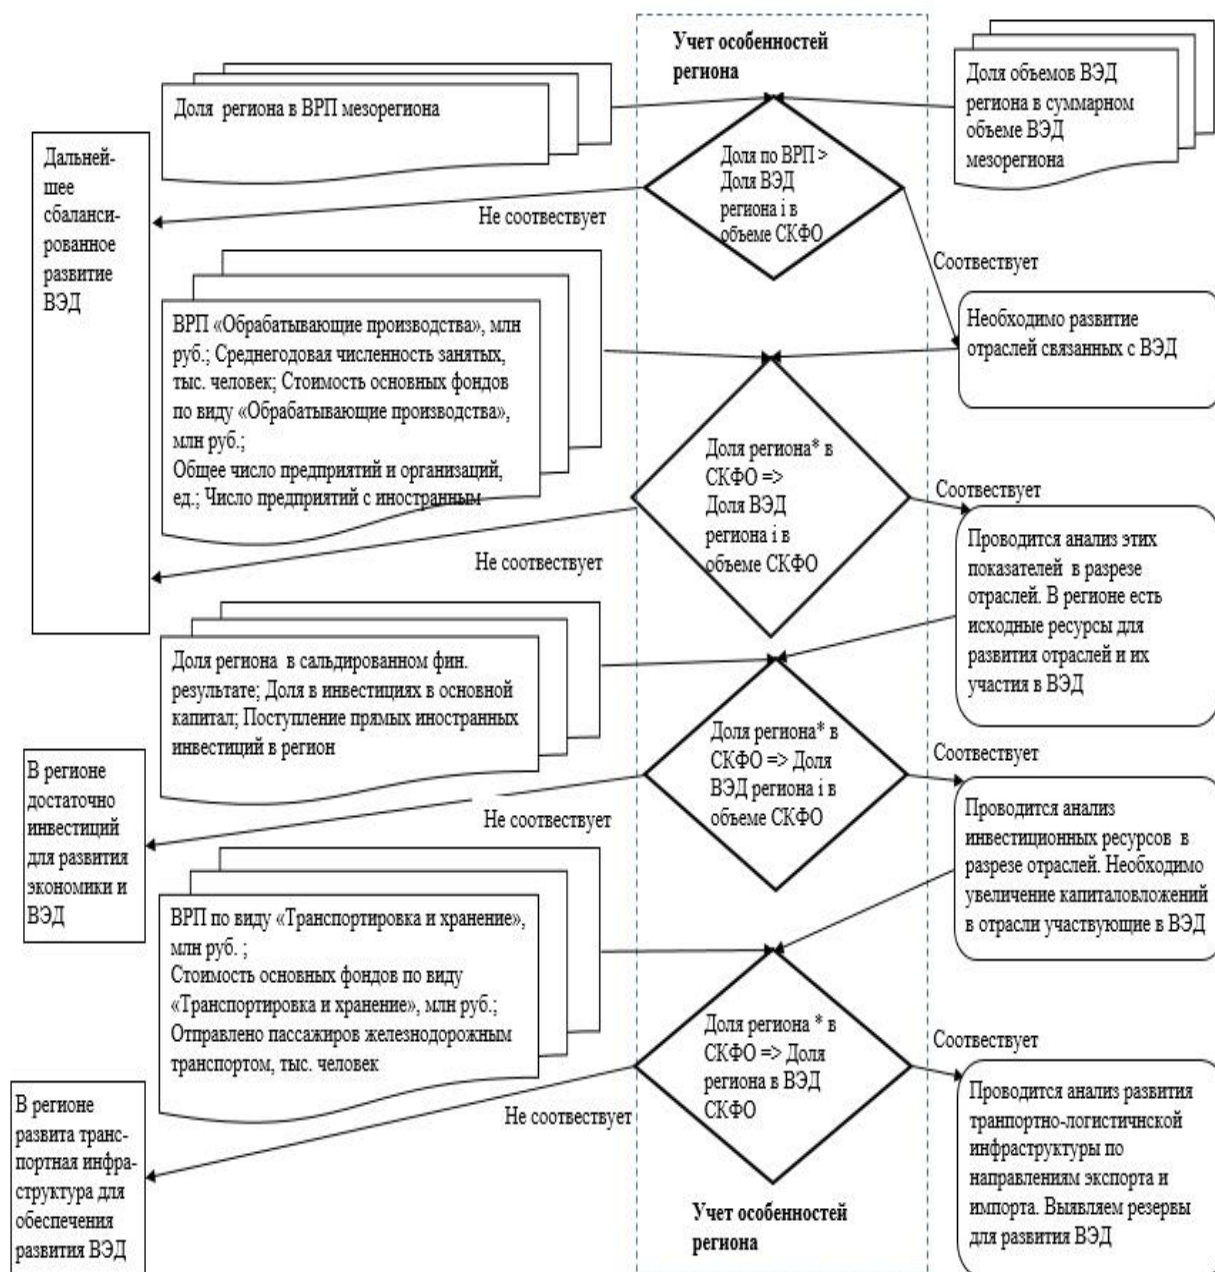 Учет особенностей
региона
Доля региона в ВРП мезорегиона
Доля объемов ВЭД
региона в суммарном
объеме ВЭД
мезорегиона
Доля по ВРП >
Доля ВЭД
региона i в
объеме СКФО
Дальней-
шее
сбаланси-
рованное
развитие
ВЭД
Не соотвествует
Соотвествует
Необходимо развитие
отраслей связанных с ВЭД
ВРП «Обрабатывающие производства», млн
руб.; Среднегодовая численность занятых,
тыс. человек; Стоимость основных фондов
по виду «Обрабатывающие производства»,
млн руб.;
Общее число предприятий и организаций,
ед.; Число предприятий с иностранным
Доля региона* в
СКФО =>
Доля ВЭД
региона i в
объеме СКФО
Не соотвествует
Соотвествует
Проводится анализ этих
показателей в разрезе
отраслей. В регионе есть
исходные ресурсы для
развития отраслей и их
участия в ВЭД
Доля региона в сальдированном фин.
результате; Доля в инвестициях в основной
капитал; Поступление прямых иностранных
инвестиций в регион
Доля региона* в
СКФО => Доля
ВЭД региона i в
объеме СКФО
Не соотвествует
Соотвествует
В регионе
достаточно
инвестиций
для развития
экономики и
ВЭД
Проводится анализ
инвестиционных ресурсов в
разрезе отраслей. Необходимо
увеличение капиталовложений
в отрасли участвующие в ВЭД
ВРП по виду «Транспортировка и хранение»,
млн руб. ;
Стоимость основных фондов по виду
«Транспортировка и хранение», млн руб.;
Отправлено пассажиров железнодорожным
транспортом, тыс. человек
Доля региона * в
СКФО => Доля
региона в ВЭД
СКФО
Не соотвествует
Соотвествует
В регионе
развита транс-
портная инфра-
структура для
обеспечения
развития ВЭД
Проводится анализ развития
транпортно-логистичнской
инфраструктуры по
направлениям экспорта и
импорта. Выявляем резервы
для развития ВЭД
Учет особенностей
региона